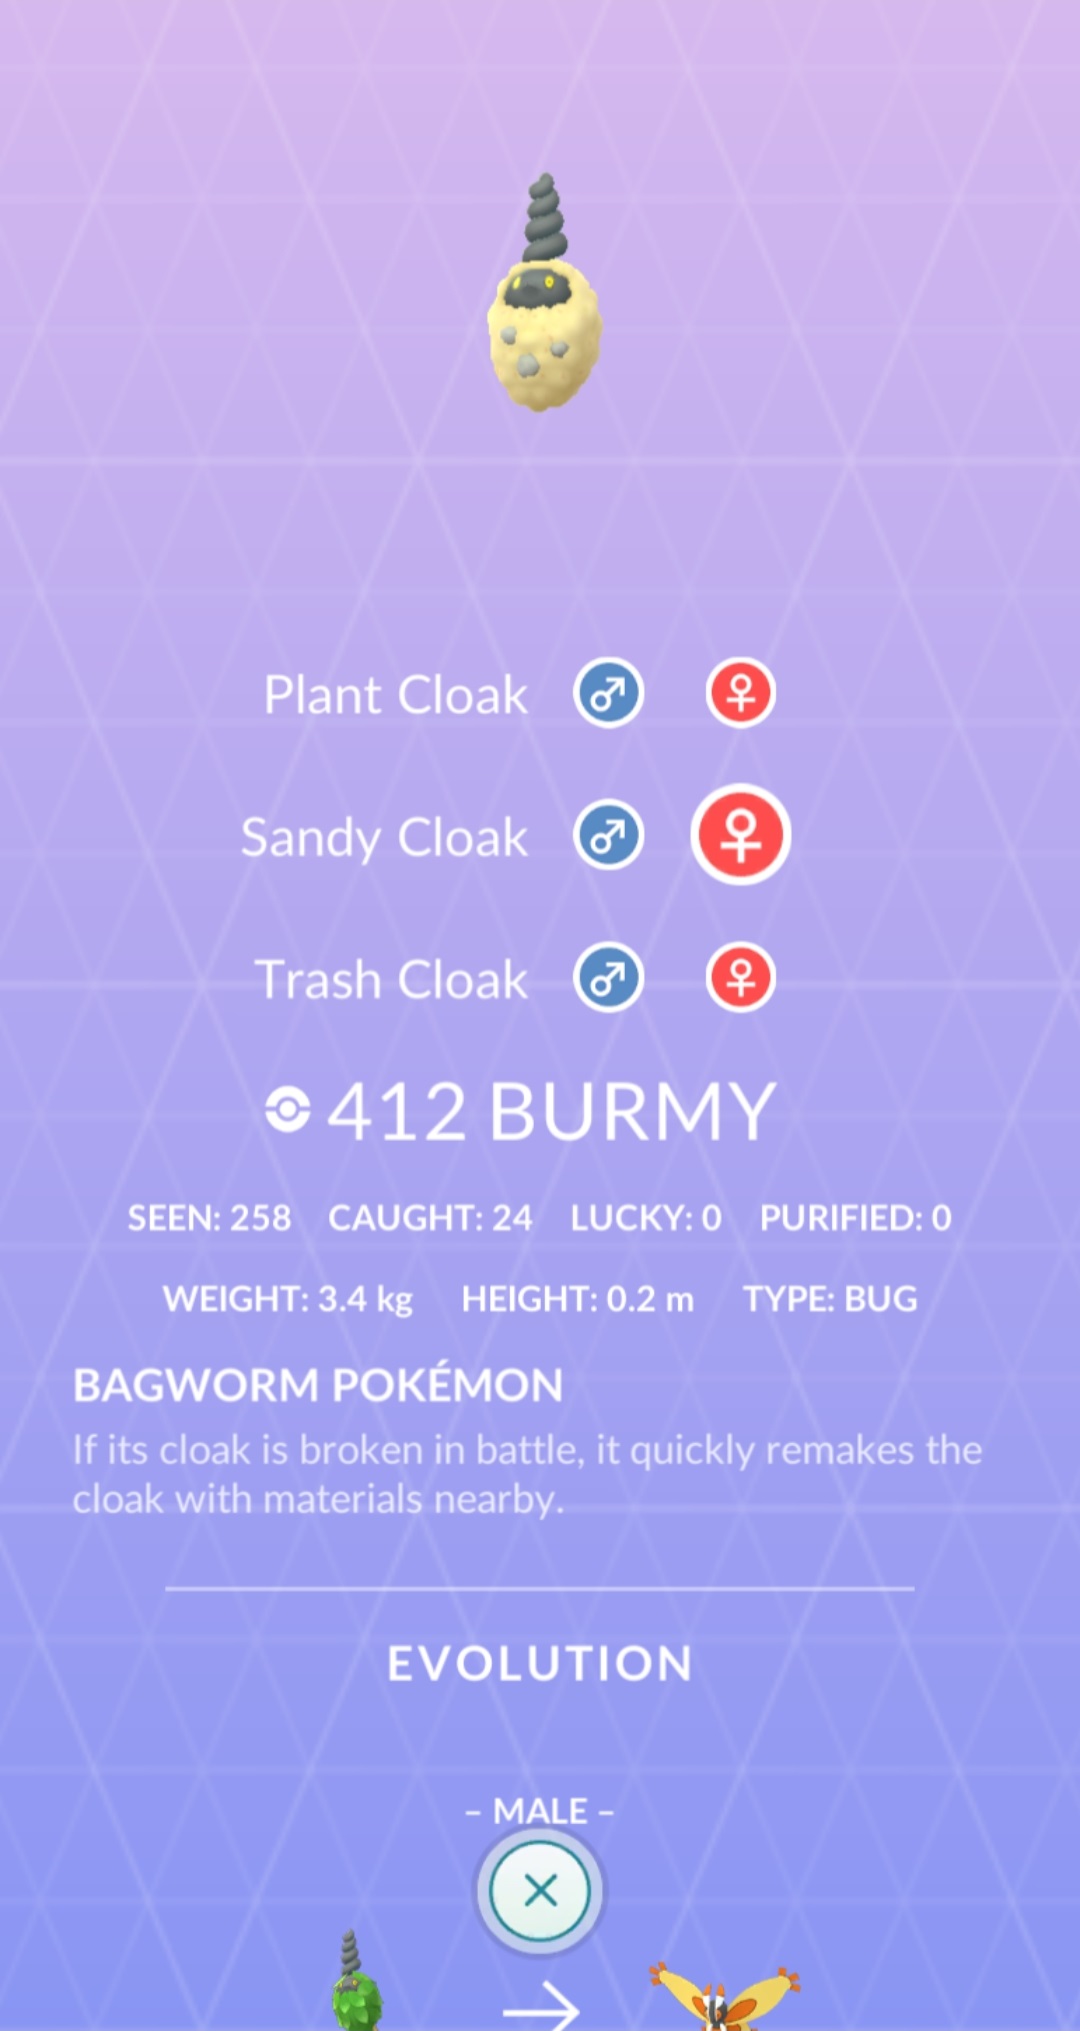 Plant Cloak
Sandy Cloak
Trash Cloak
412 BURMY
SEEN: 258 CAUGHT: 24 LUCKY: 0 PURIFIED: 0
WEIGHT: 3.4 kg HEIGHT: 0.2 m TYPE: BUG
BAGWORM POKÉMON
If its cloak is broken in battle, it quickly remakes the
cloak with materials nearby.
EVOLUTION
– MALE –